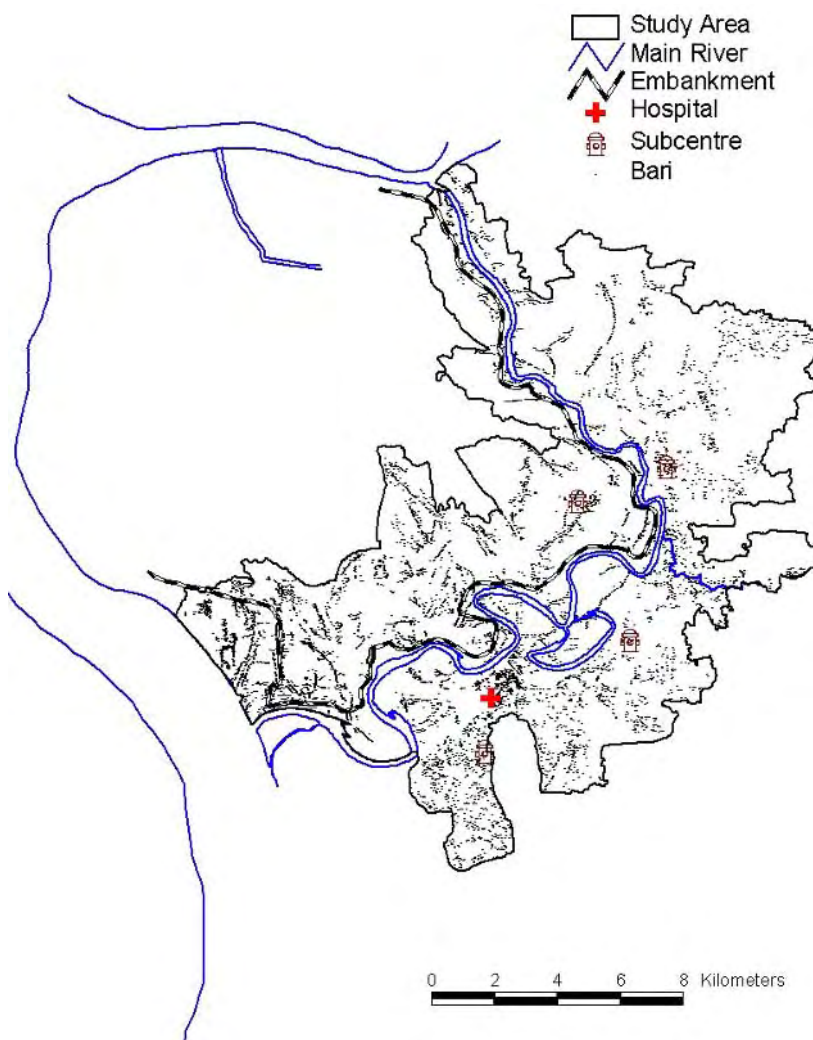 Study Area
Main River
Embankment
Hospital
Subcentre
Bari
0 2 4 6 8 Kilometers